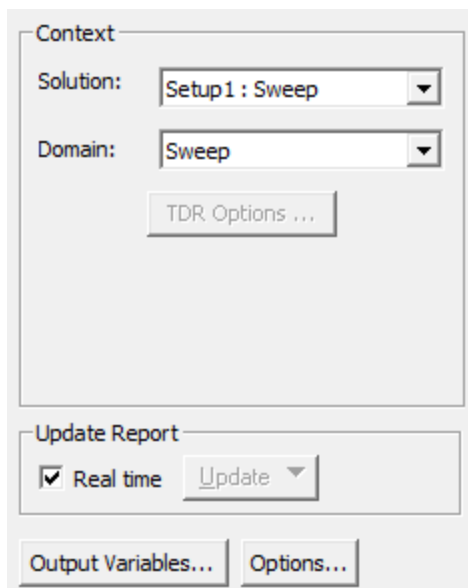 Context
Solution: Setup1 : Sweep
Domain: Sweep
TDR Options ...
Update Report
Real time Update
Output Variables... Options...